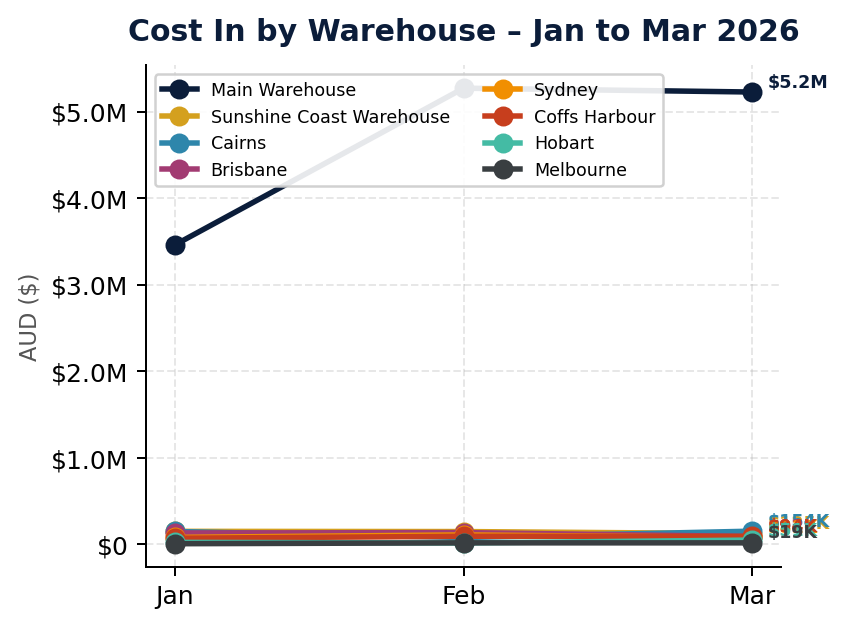 Cost In by Warehouse – Jan to Mar 2026
AUD ($)
$5.0M
$4.0M
$3.0M
$2.0M
$1.0M
$0
Main Warehouse
Sunshine Coast Warehouse
Cairns
Brisbane
Sydney
Coffs Harbour
Hobart
Melbourne
$5.2M
$154K
$19K
Jan Feb Mar